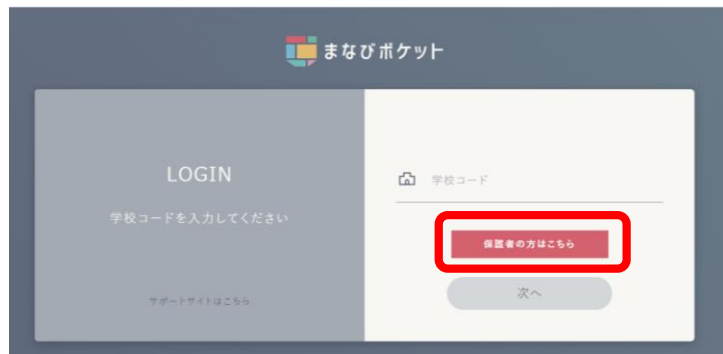 まなびポケット
LOGIN
学校コードを入力してください
サポートサイトはこちら
学校コード
保護者の方はこちら
次へ